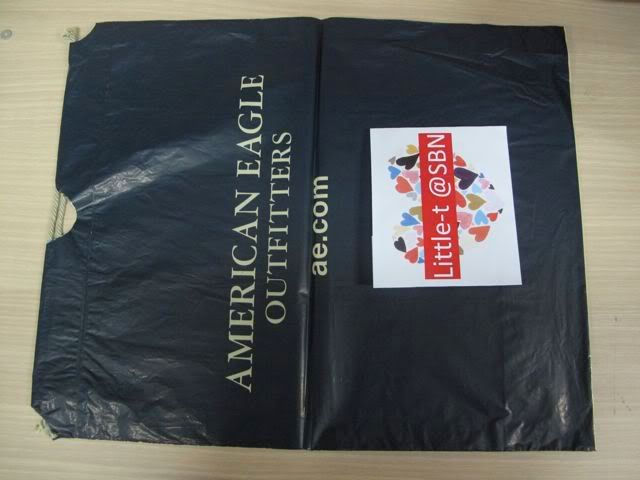 AMERICAN EAGLE
OUTFITTERS
ae.com
Little-t @SBN